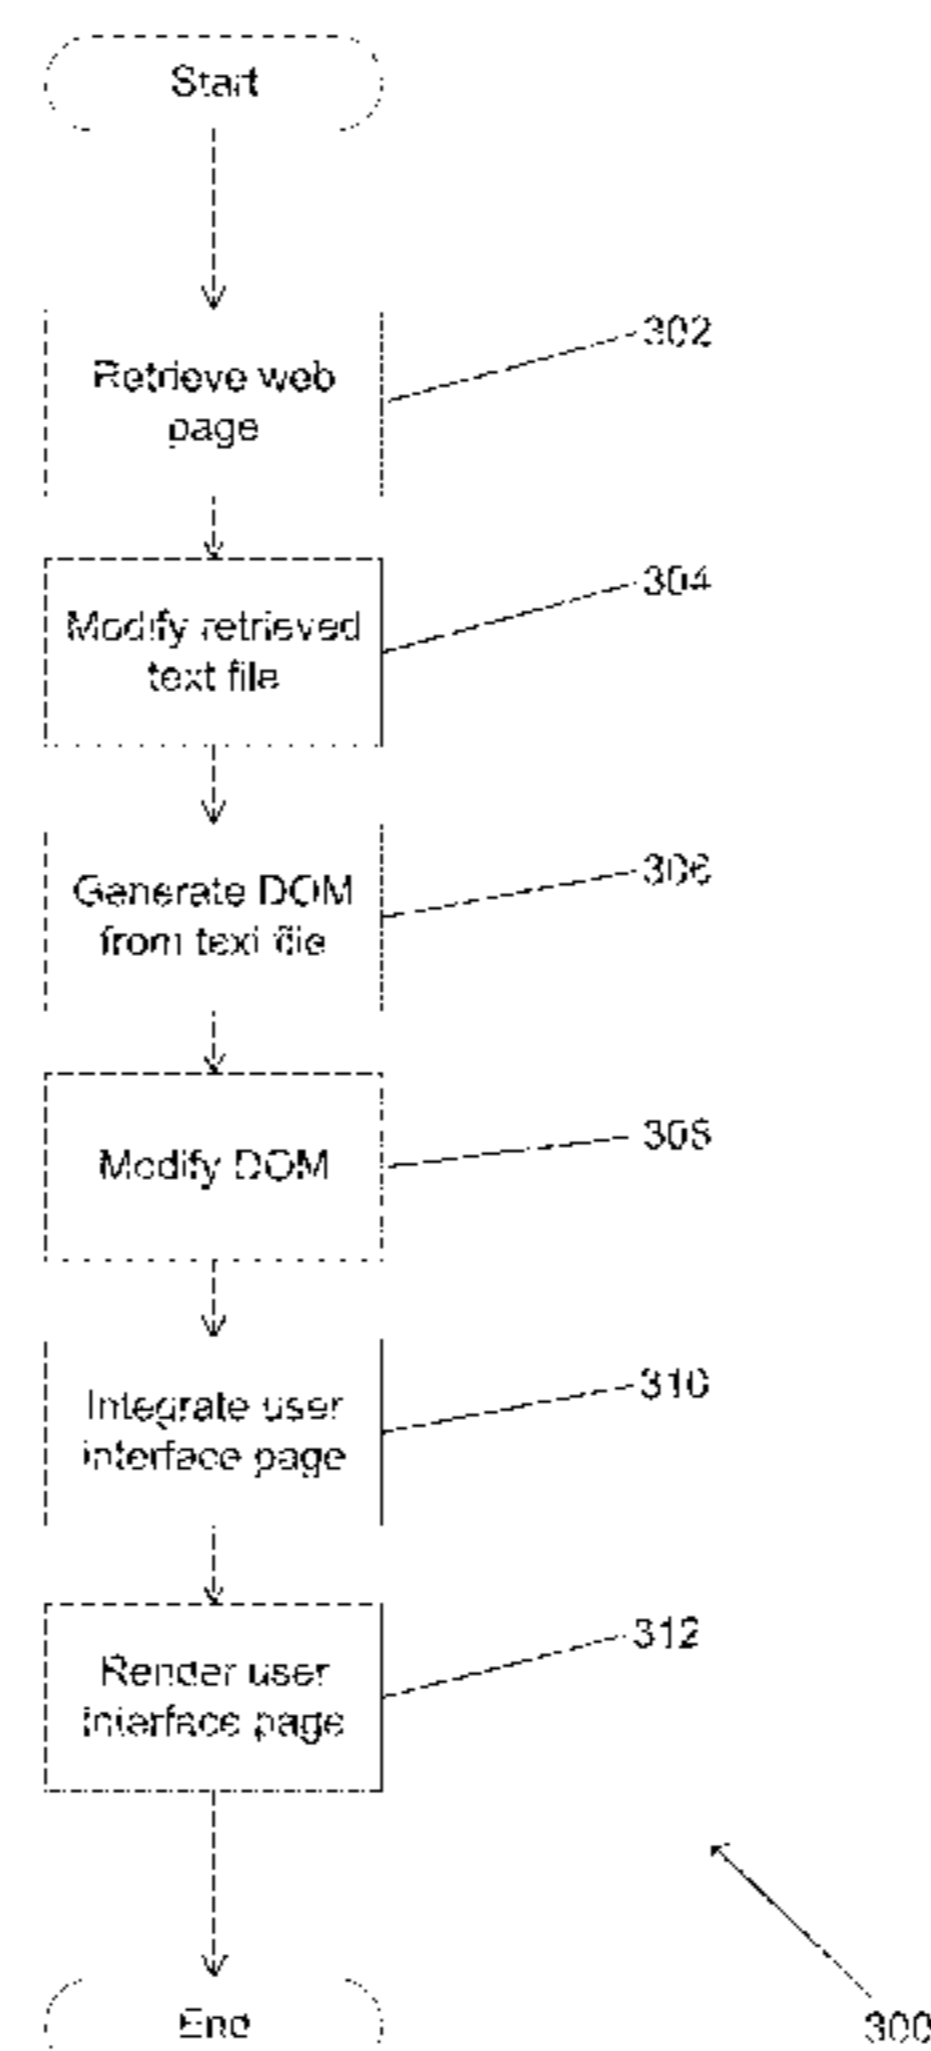 Start
Retrieve web
page
302
Modify retrieved
text file
304
Generate DOM
from text file
306
Modify DOM
308
Integrate user
interface page
310
Render user
interface page
312
End
300